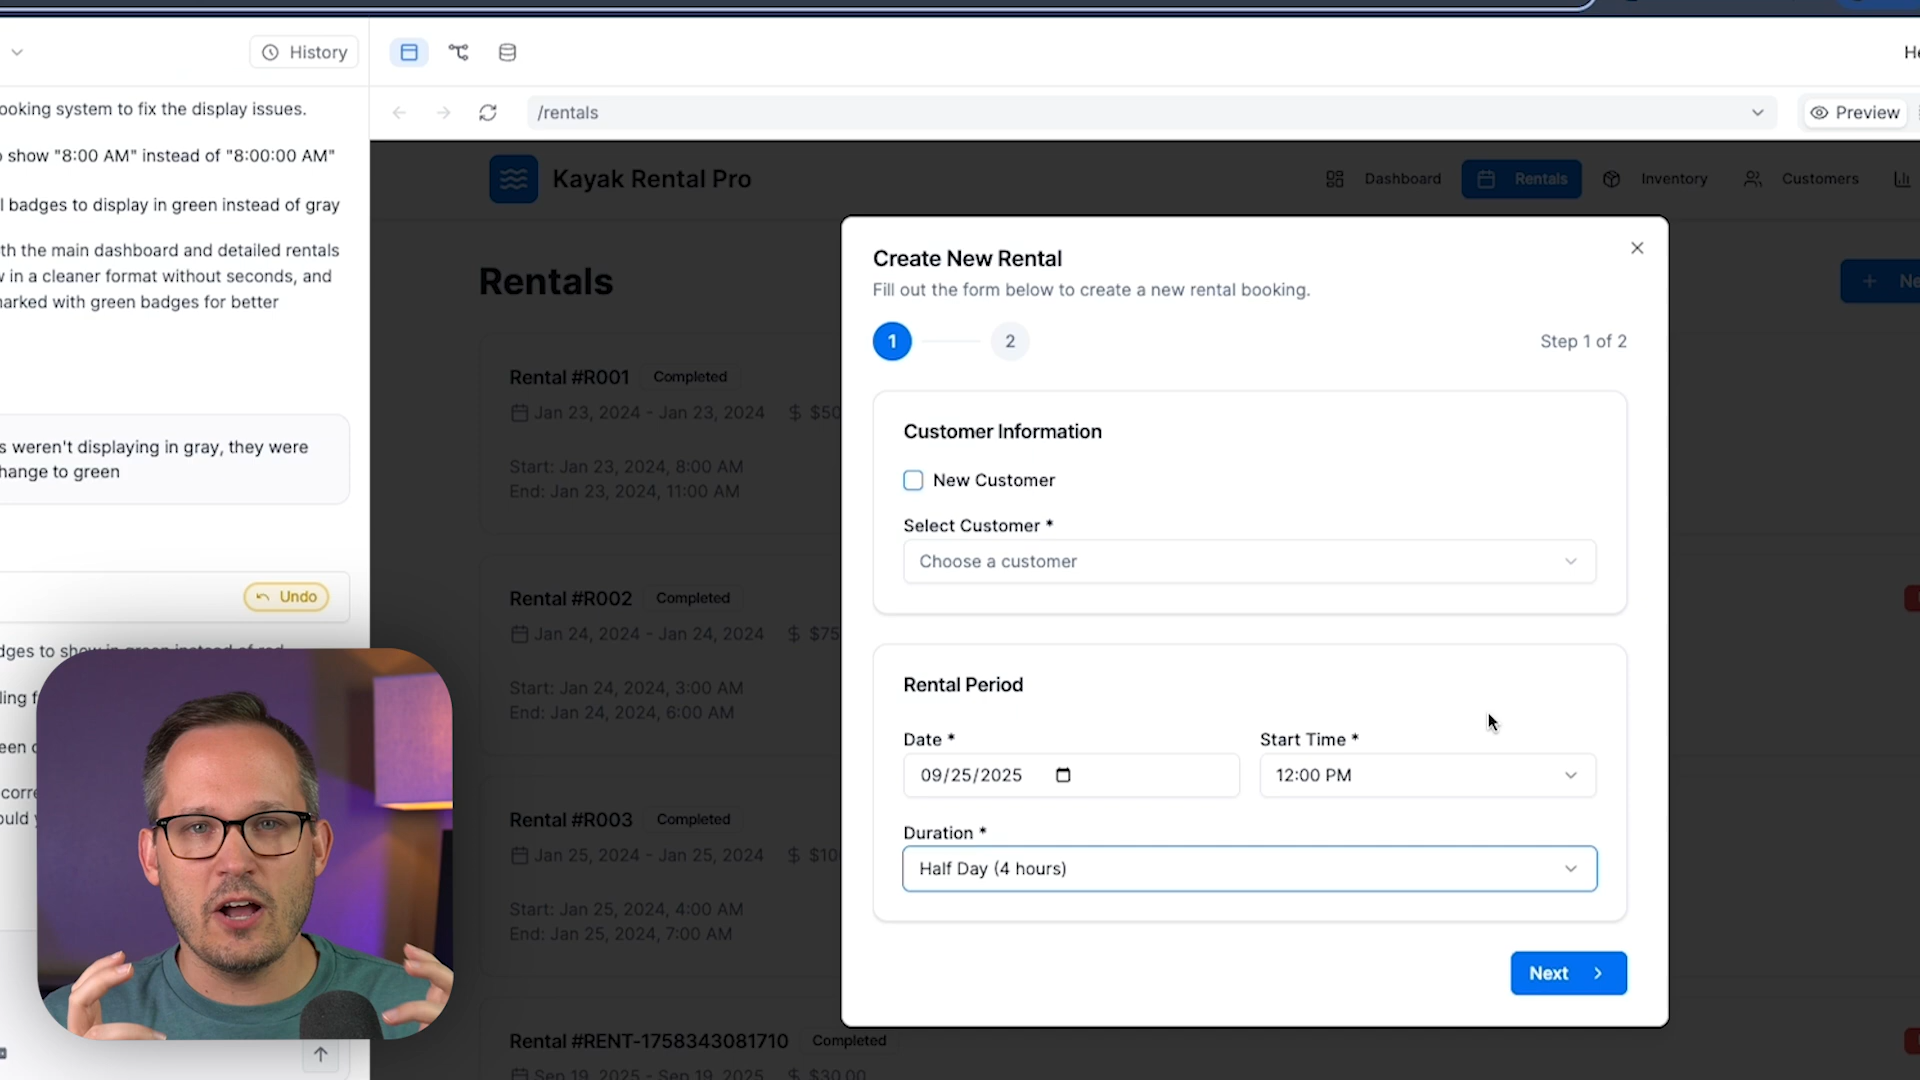 History
ooking system to fix the display issues.
show "8:00 AM" instead of "8:00:00 AM"
l badges to display in green instead of gray
th the main dashboard and detailed rentals
in a cleaner format without seconds, and
marked with green badges for better
s weren't displaying in gray, they were
hange to green
Undo
dges to show in green instead of red
ling f
een
corre
ould
/rentals
Preview
Kayak Rental Pro
Dashboard
Rentals
Inventory
Customers
Rentals
Ne
Rental #R001 Completed
Jan 23, 2024 - Jan 23, 2024 $50
Start: Jan 23, 2024, 8:00 AM
End: Jan 23, 2024, 11:00 AM
Rental #R002 Completed
Jan 24, 2024 - Jan 24, 2024 $75
Start: Jan 24, 2024, 3:00 AM
End: Jan 24, 2024, 6:00 AM
Rental #R003 Completed
Jan 25, 2024 - Jan 25, 2024 $10
Start: Jan 25, 2024, 4:00 AM
End: Jan 25, 2024, 7:00 AM
Rental #RENT-1758343081710 Completed
Sep 19, 2025 - Sep 19, 2025 $30.00
Create New Rental
Fill out the form below to create a new rental booking.
1
2
Step 1 of 2
Customer Information
New Customer
Select Customer *
Choose a customer
Rental Period
Date *
Start Time *
09/25/2025
12:00 PM
Duration *
Half Day (4 hours)
Next